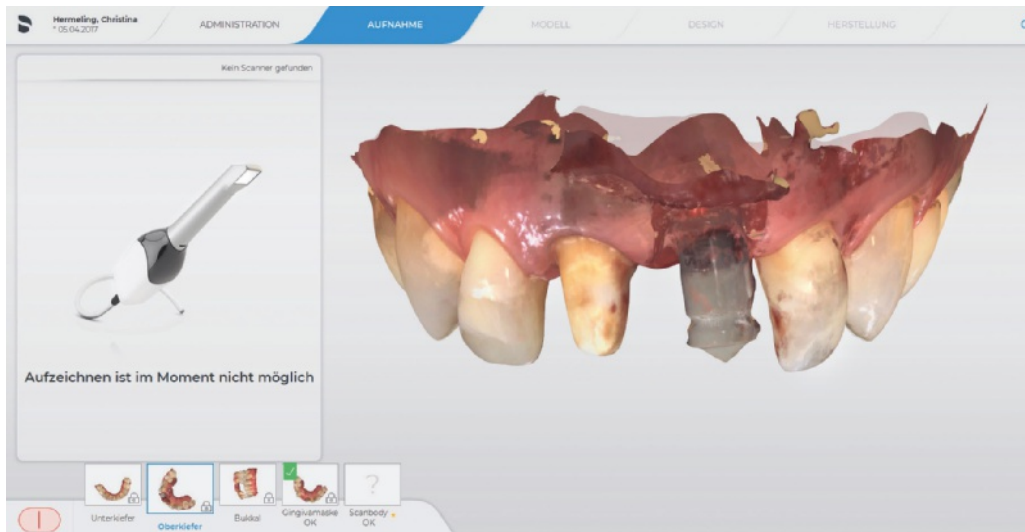 Hermeling, Christina
* 05.04.2017
ADMINISTRATION
AUFNAHME
MODELL
DESIGN
HERSTELLUNG
Kein Scanner gefunden
Aufzeichnen ist im Moment nicht möglich
Unterkiefer
Oberkiefer
Bukkal
Gingivamaske
OK
?
Scanbody
OK